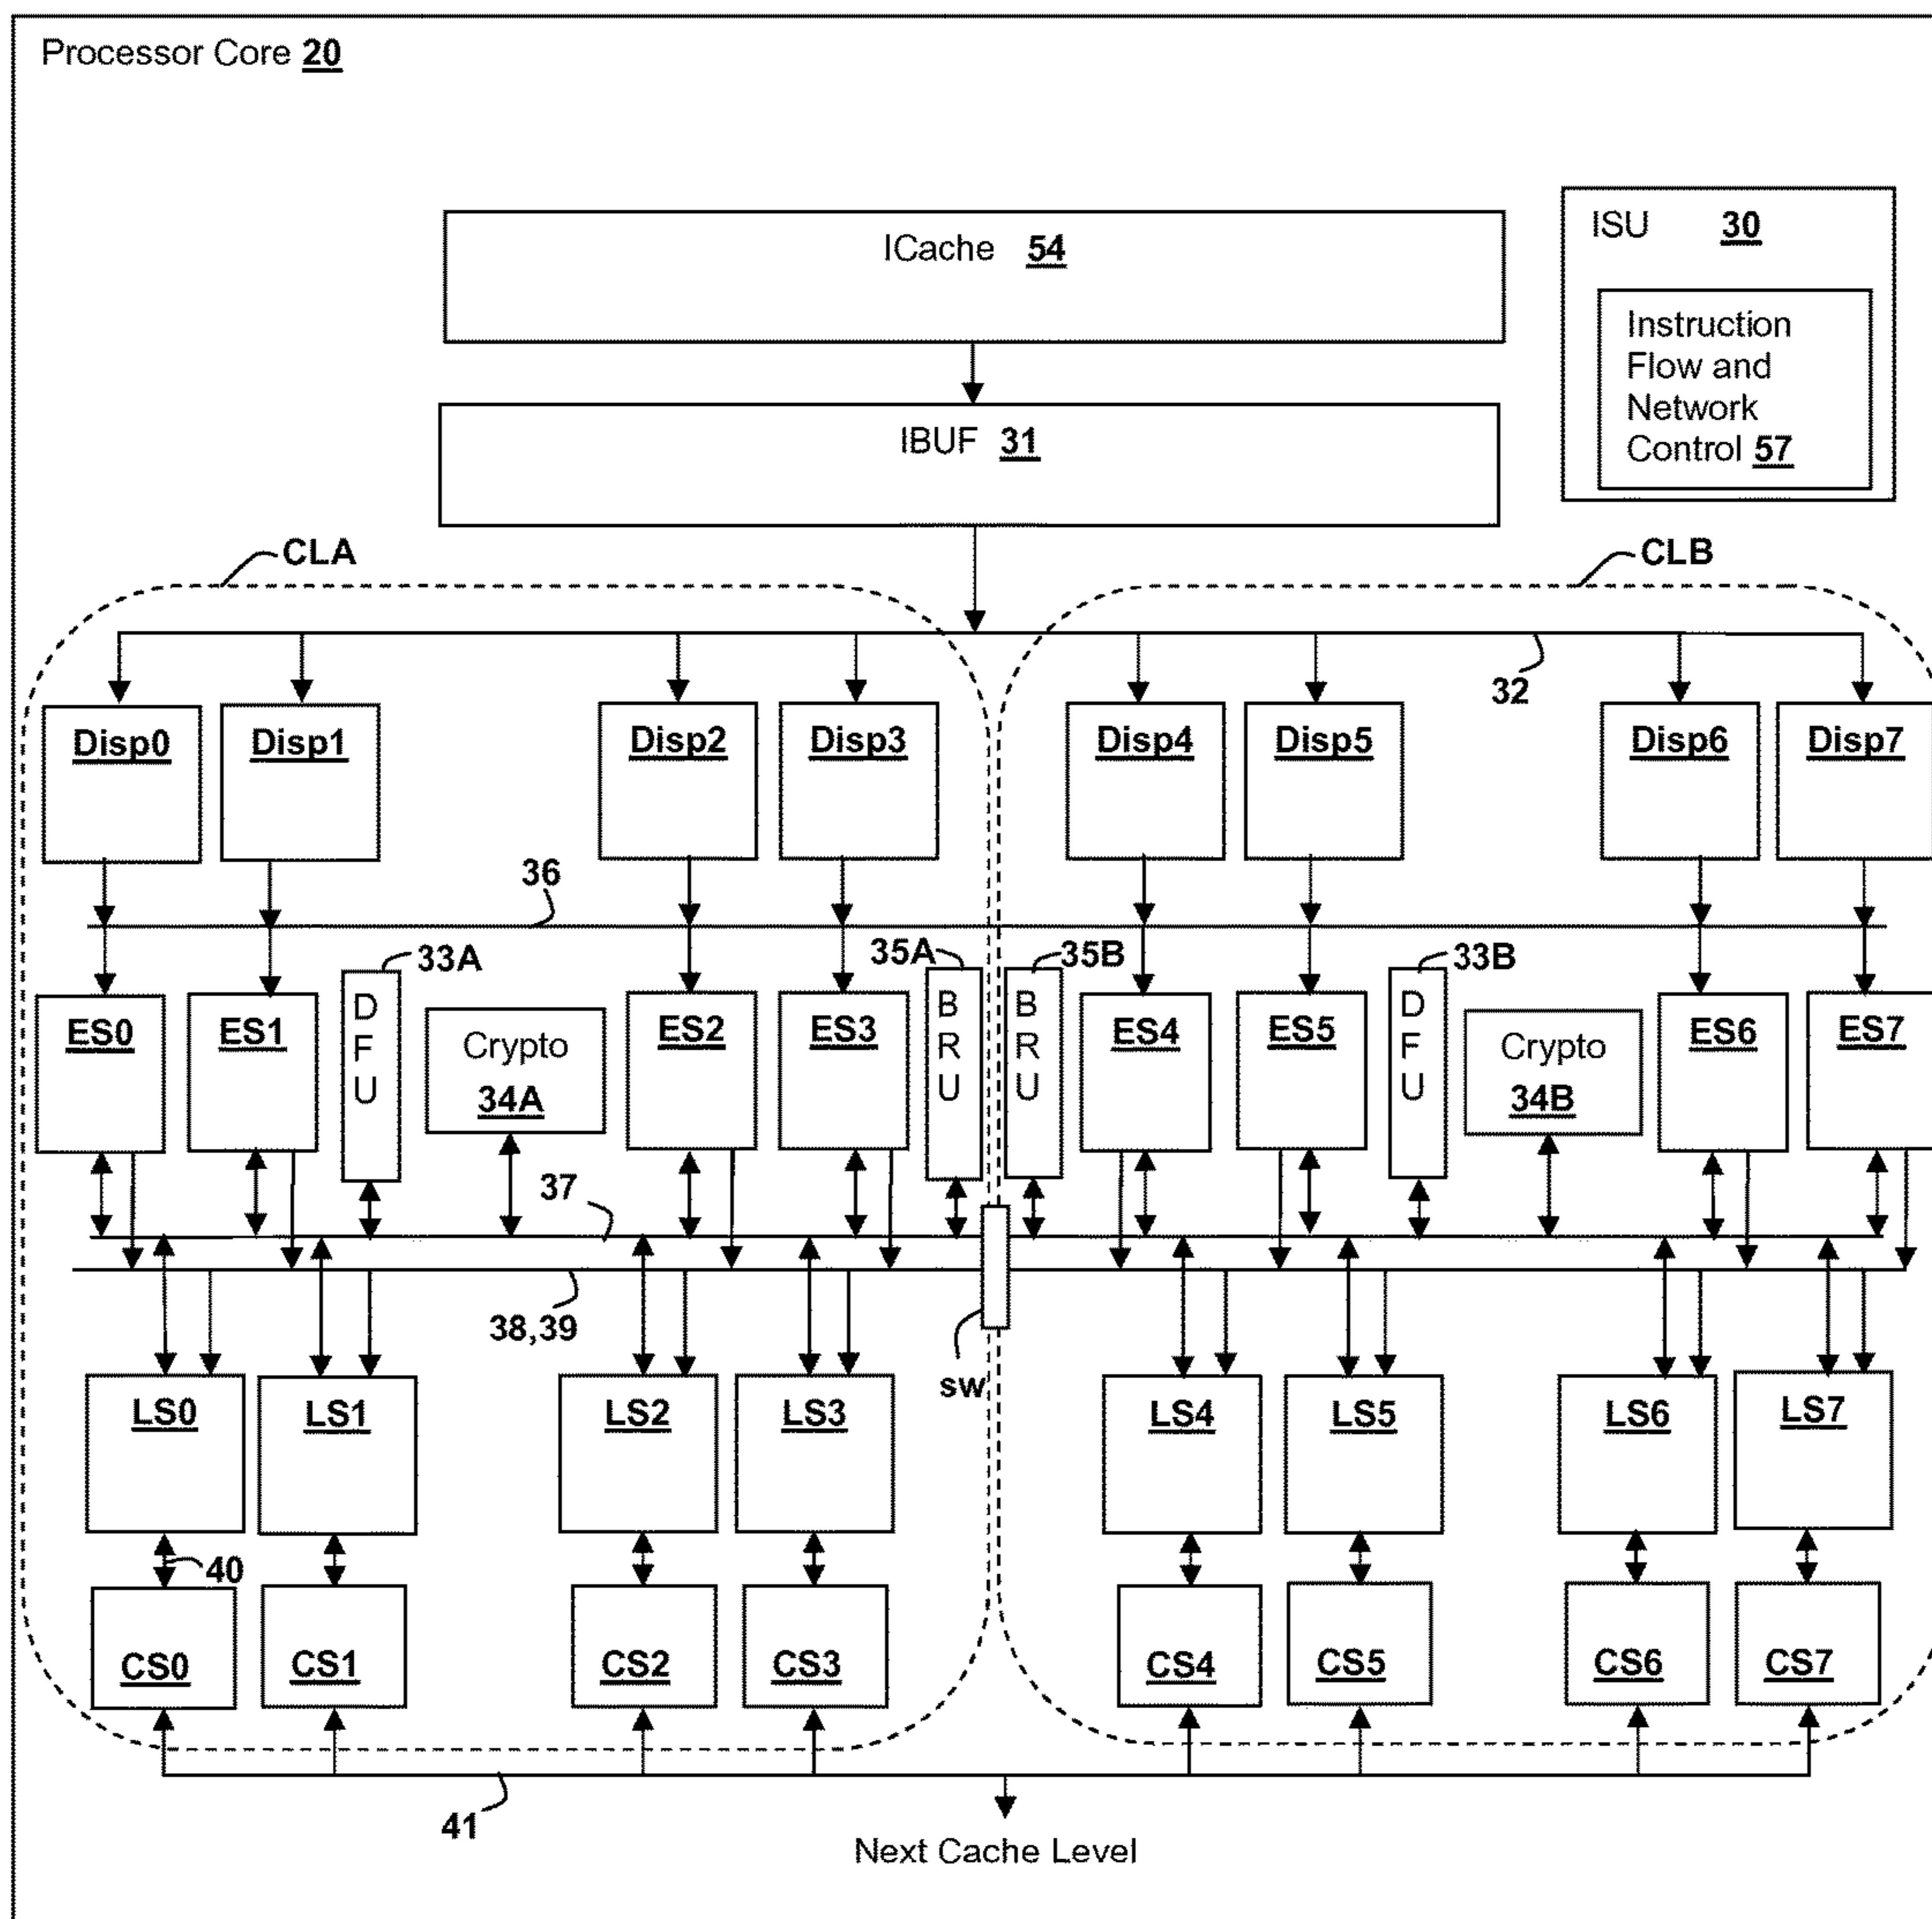 Processor Core 20
ICache 54
ISU 30
Instruction
Flow and
Network
Control 57
IBUF 31
CLA
CLB
32
Disp0
Disp1
Disp2
Disp3
Disp4
Disp5
Disp6
Disp7
36
33A
35A
35B
33B
ES0
ES1
D
F
U
Crypto
34A
ES2
ES3
B
R
U
B
R
U
ES4
ES5
D
F
U
Crypto
34B
ES6
ES7
37
38,39
sw
LS0
LS1
LS2
LS3
LS4
LS5
LS6
LS7
40
CS0
CS1
CS2
CS3
CS4
CS5
CS6
CS7
41
Next Cache Level